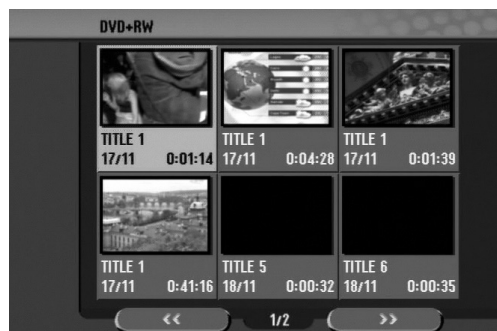 DVD+RW
TITLE 1 TITLE 1 TITLE 1
17/11 0:01:14 17/11 0:04:28 17/11 0:01:39
TITLE 1 TITLE 5 TITLE 6
17/11 0:41:16 18/11 0:00:32 18/11 0:00:35
<< 1/2 >>